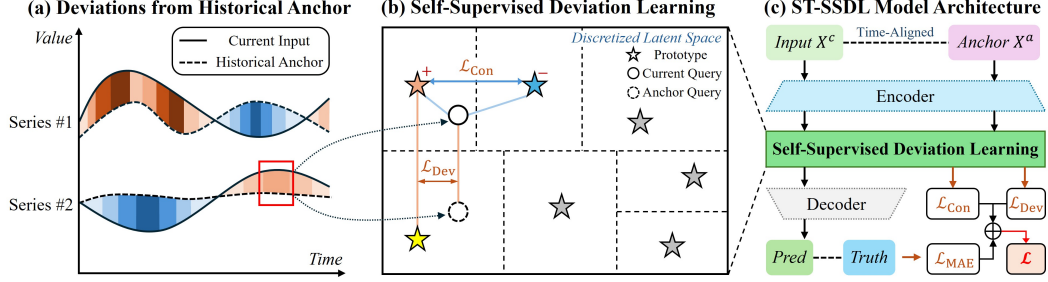 (a) Deviations from Historical Anchor
Value
Current Input
Historical Anchor
Series #1
Series #2
Time
(b) Self-Supervised Deviation Learning
Discretized Latent Space
+
ℒCon
−
Prototype
Current Query
Anchor Query
ℒDev
(c) ST-SSDL Model Architecture
Input Xᶜ
Time-Aligned
Anchor Xᵃ
Encoder
Self-Supervised Deviation Learning
Decoder
ℒCon
ℒDev
Pred
Truth
ℒMAE
ℒ